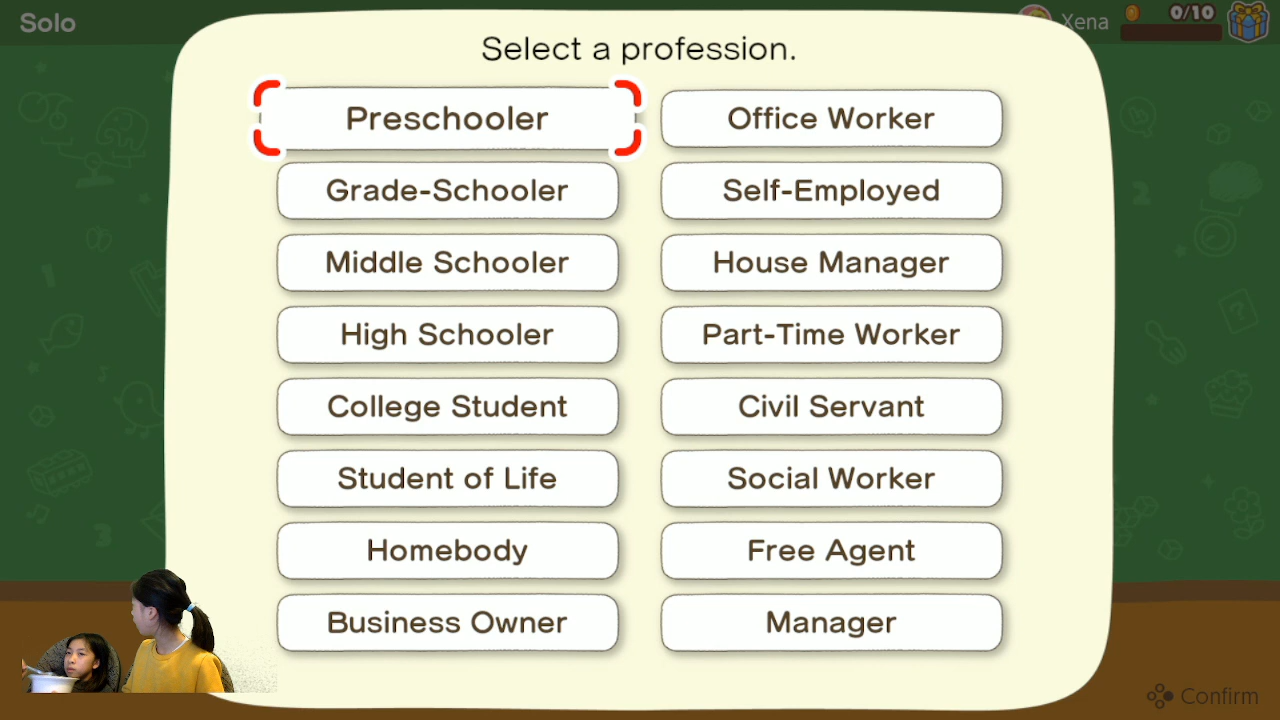 Solo
Xena
0/10
Select a profession.
Preschooler
Office Worker
Grade-Schooler
Self-Employed
Middle Schooler
House Manager
High Schooler
Part-Time Worker
College Student
Civil Servant
Student of Life
Social Worker
Homebody
Free Agent
Business Owner
Manager
Confirm